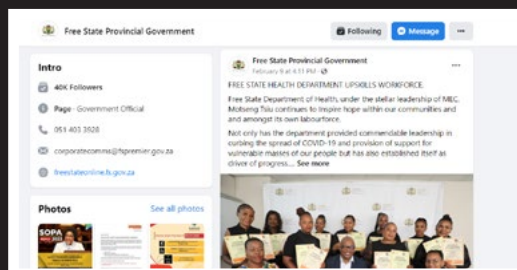 Free State Provincial Government
Following
Message
Intro
40K Followers
Page · Government Official
051 403 3928
corporatecomms@fspremier.gov.za
freestateonline.fs.gov.za
Photos
See all photos
SOPA
Free State Provincial Government
February 9 at 4:11 PM
FREE STATE HEALTH DEPARTMENT UPSKILLS WORKFORCE.
Free State Department of Health, under the stellar leadership of MEC,
Motseng Tsiu continues to inspire hope within our communities and
and amongst its own labourforce.
Not only has the department provided commendable leadership in
curbing the spread of COVID-19 and provision of support for
vulnerable masses of our people but has also established itself as
driver of progress.... See more